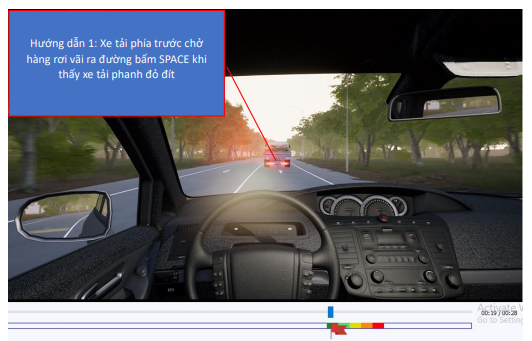 Hướng dẫn 1: Xe tải phía trước chở
hàng rơi vãi ra đường bấm SPACE khi
thấy xe tải phanh đỏ đít
Activate
00:19 / 00:28
Go to Setting